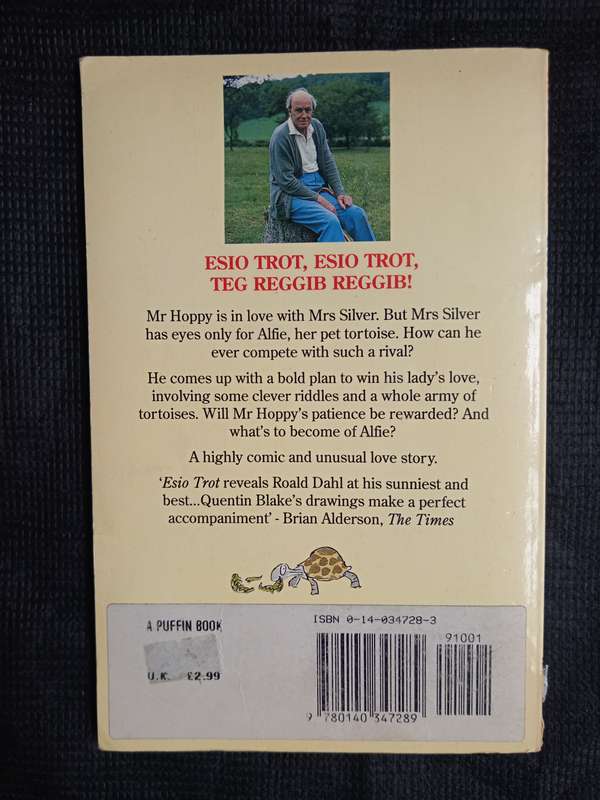 ESIO TROT, ESIO TROT,
TEG REGGIB REGGIB!
Mr Hoppy is in love with Mrs Silver. But Mrs Silver
has eyes only for Alfie, her pet tortoise. How can he
ever compete with such a rival?
He comes up with a bold plan to win his lady's love,
involving some clever riddles and a whole army of
tortoises. Will Mr Hoppy's patience be rewarded? And
what's to become of Alfie?
A highly comic and unusual love story.
'Esio Trot reveals Roald Dahl at his sunniest and
best...Quentin Blake's drawings make a perfect
accompaniment' - Brian Alderson, The Times
A PUFFIN BOOK
U.K. £2.99
ISBN 0-14-034728-3
91001
9 780140 347289